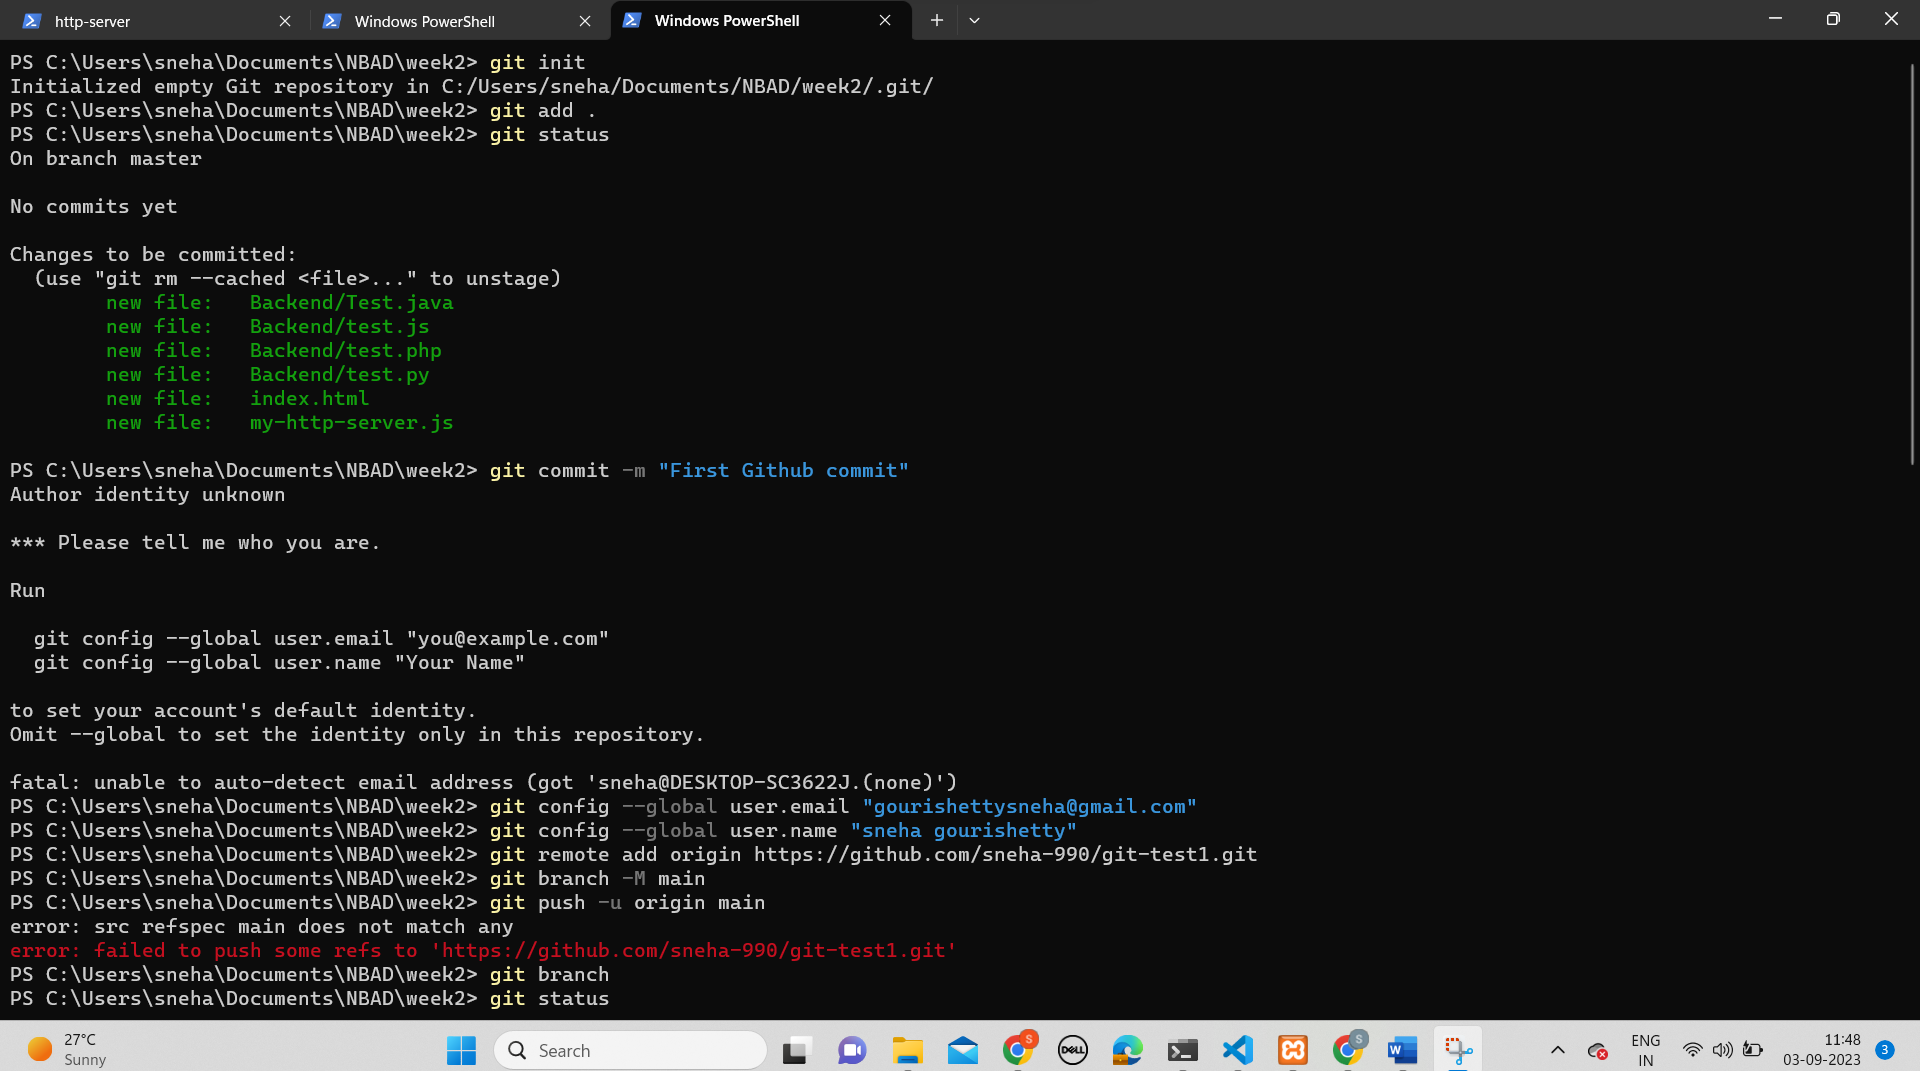 http-server
Windows PowerShell
Windows PowerShell
PS C:\Users\sneha\Documents\NBAD\week2> git init
Initialized empty Git repository in C:/Users/sneha/Documents/NBAD/week2/.git/
PS C:\Users\sneha\Documents\NBAD\week2> git add .
PS C:\Users\sneha\Documents\NBAD\week2> git status
On branch master
No commits yet
Changes to be committed:
  (use "git rm --cached <file>..." to unstage)
        new file:   Backend/Test.java
        new file:   Backend/test.js
        new file:   Backend/test.php
        new file:   Backend/test.py
        new file:   index.html
        new file:   my-http-server.js
PS C:\Users\sneha\Documents\NBAD\week2> git commit -m "First Github commit"
Author identity unknown
*** Please tell me who you are.
Run
  git config --global user.email "you@example.com"
  git config --global user.name "Your Name"
to set your account's default identity.
Omit --global to set the identity only in this repository.
fatal: unable to auto-detect email address (got 'sneha@DESKTOP-SC3622J.(none)')
PS C:\Users\sneha\Documents\NBAD\week2> git config --global user.email "gourishettysneha@gmail.com"
PS C:\Users\sneha\Documents\NBAD\week2> git config --global user.name "sneha gourishetty"
PS C:\Users\sneha\Documents\NBAD\week2> git remote add origin https://github.com/sneha-990/git-test1.git
PS C:\Users\sneha\Documents\NBAD\week2> git branch -M main
PS C:\Users\sneha\Documents\NBAD\week2> git push -u origin main
error: src refspec main does not match any
error: failed to push some refs to 'https://github.com/sneha-990/git-test1.git'
PS C:\Users\sneha\Documents\NBAD\week2> git branch
PS C:\Users\sneha\Documents\NBAD\week2> git status
27°C
Sunny
Search
S
DELL
S
W
ENG
IN
11:48
03-09-2023
3